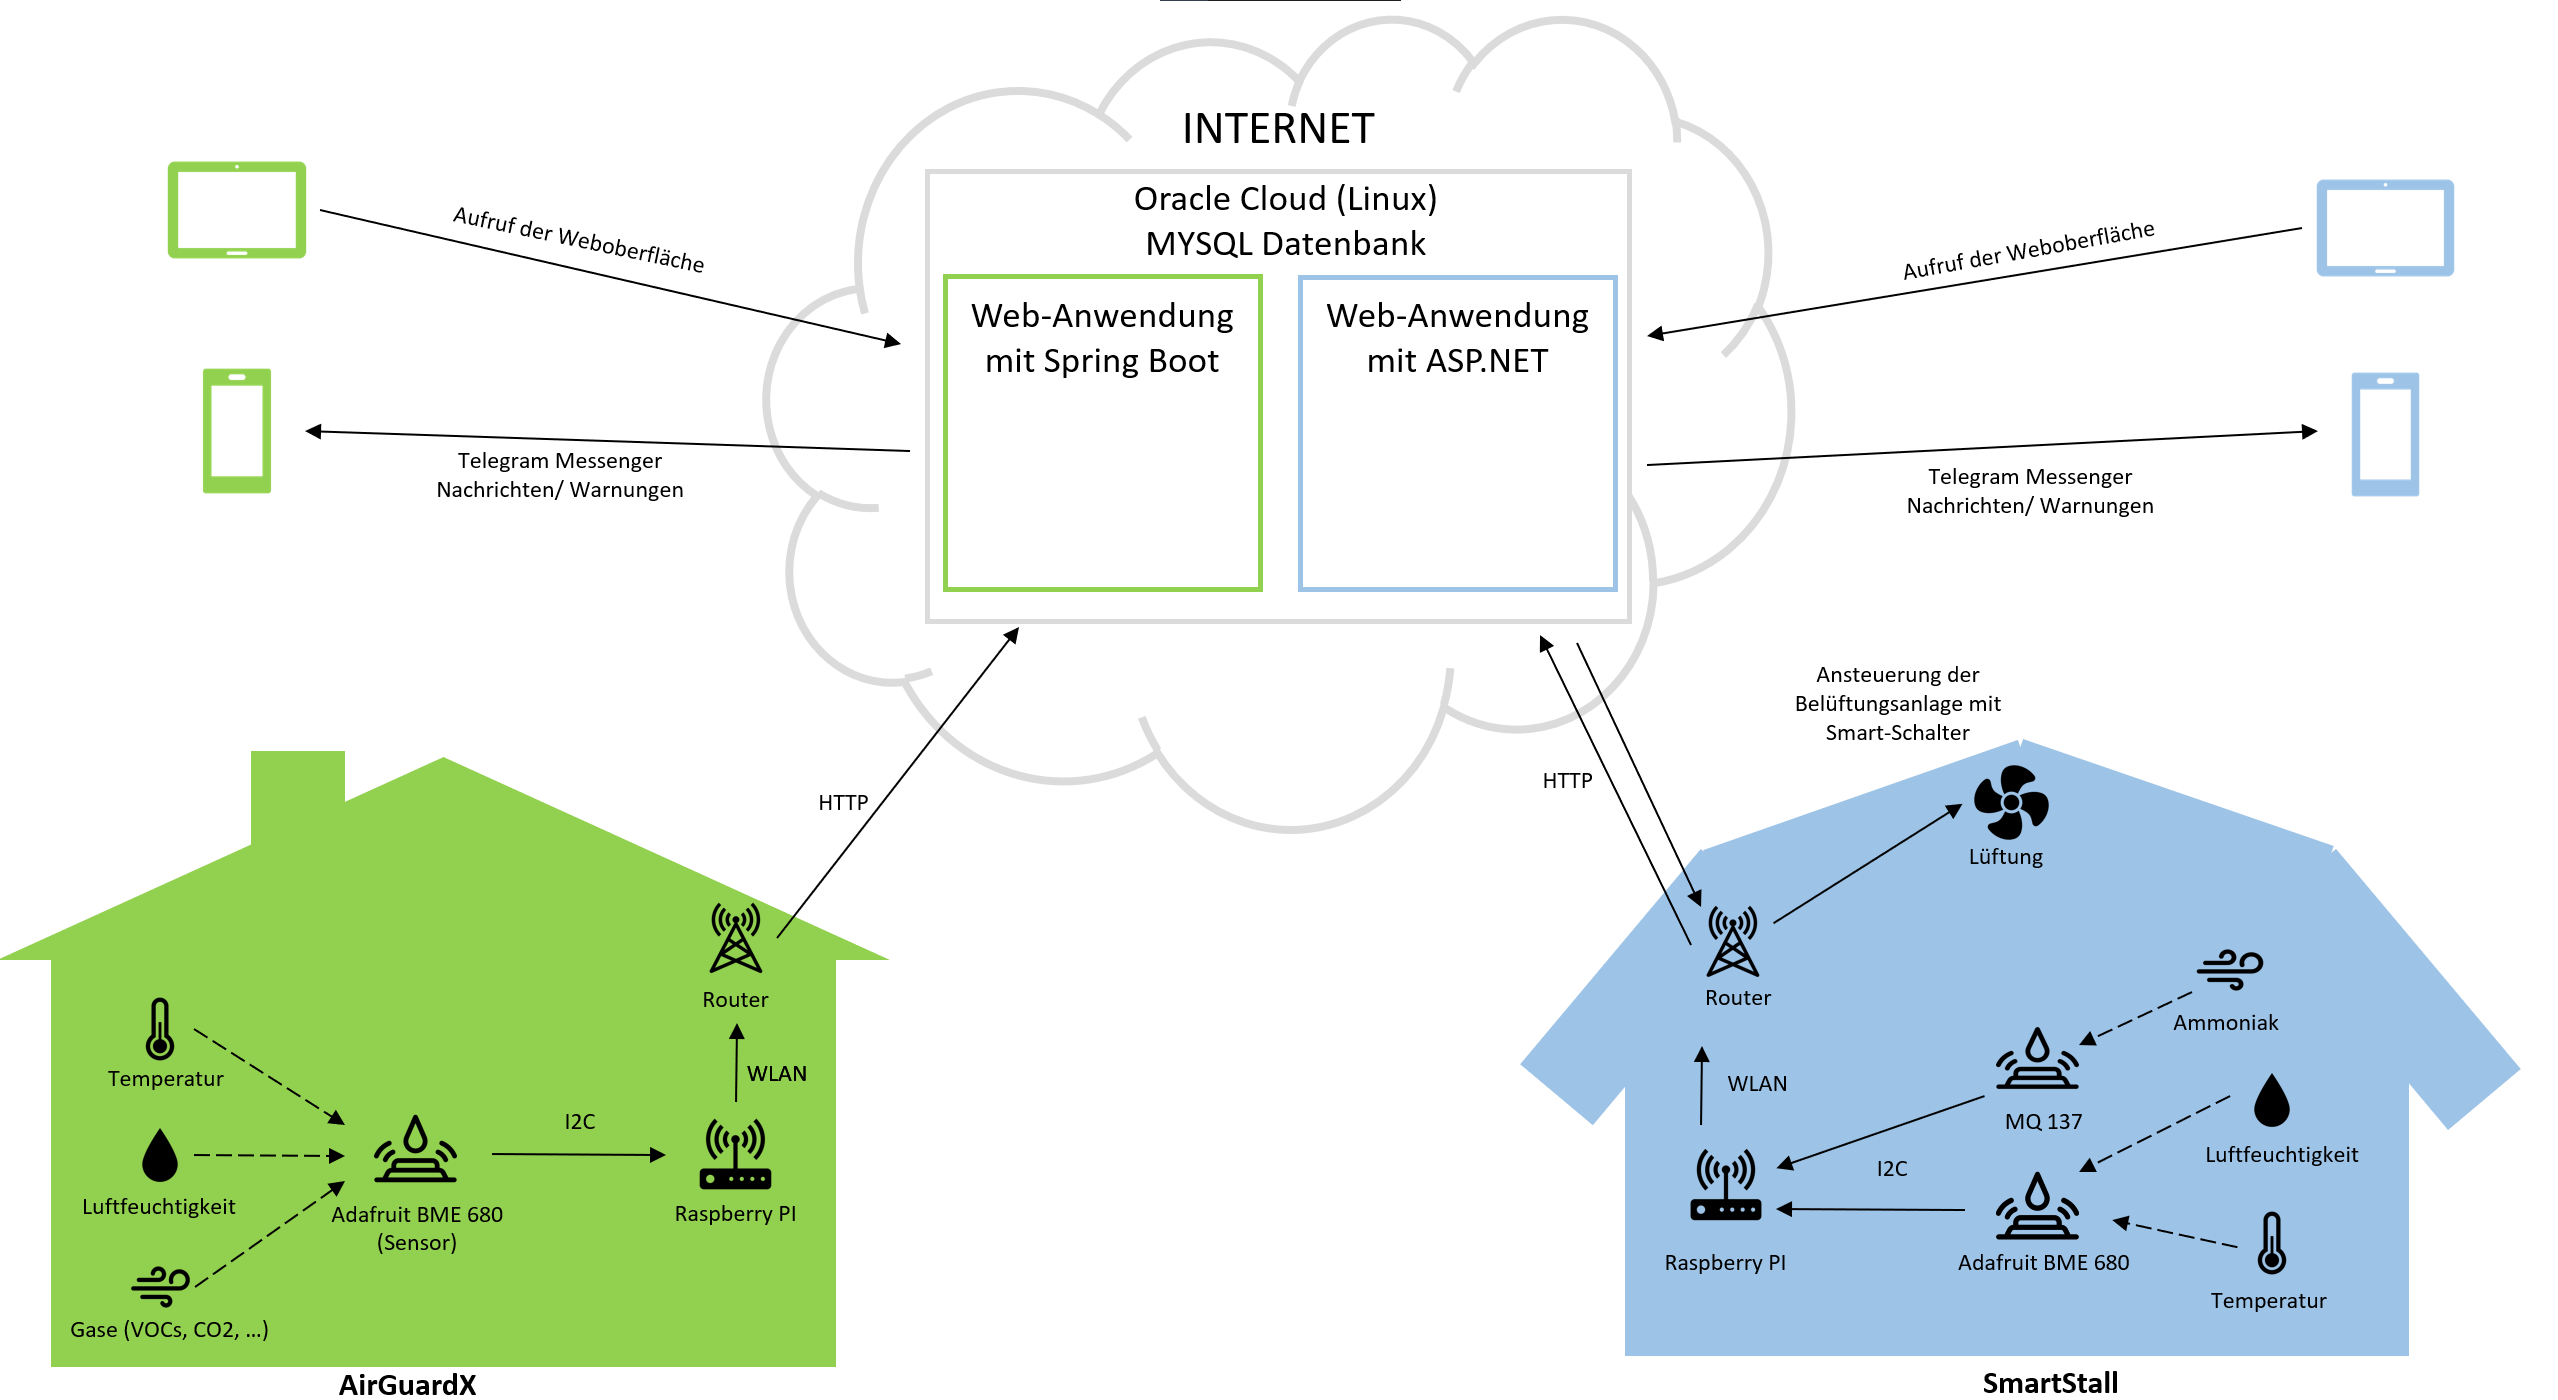 INTERNET
Oracle Cloud (Linux)
MYSQL Datenbank
Web-Anwendung
mit Spring Boot
Web-Anwendung
mit ASP.NET
Aufruf der Weboberfläche
Telegram Messenger
Nachrichten/ Warnungen
Aufruf der Weboberfläche
Telegram Messenger
Nachrichten/ Warnungen
HTTP
HTTP
Ansteuerung der
Belüftungsanlage mit
Smart-Schalter
Router
WLAN
Temperatur
Luftfeuchtigkeit
Gase (VOCs, CO2, ...)
Adafruit BME 680
(Sensor)
I2C
Raspberry PI
AirGuardX
Lüftung
Router
WLAN
Ammoniak
MQ 137
Luftfeuchtigkeit
I2C
Raspberry PI
Adafruit BME 680
Temperatur
SmartStall